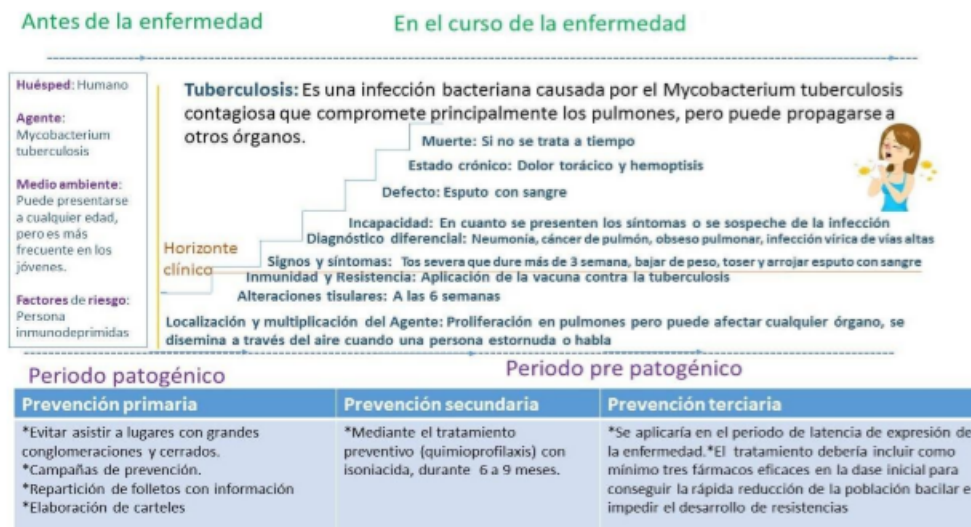 Antes de la enfermedad
En el curso de la enfermedad
Huésped: Humano
Agente:
Mycobacterium
tuberculosis
Medio ambiente:
Puede presentarse
a cualquier edad,
pero es más
frecuente en los
jóvenes.
Factores de riesgo:
Persona
inmunodeprimidas
Tuberculosis: Es una infección bacteriana causada por el Mycobacterium tuberculosis
contagiosa que compromete principalmente los pulmones, pero puede propagarse a
otros órganos.
Muerte: Si no se trata a tiempo
Estado crónico: Dolor torácico y hemoptisis
Defecto: Esputo con sangre
Incapacidad: En cuanto se presenten los síntomas o se sospeche de la infección
Diagnóstico diferencial: Neumonía, cáncer de pulmón, obseso pulmonar, infección vírica de vías altas
Horizonte
clínico
Signos y síntomas: Tos severa que dure más de 3 semana, bajar de peso, toser y arrojar esputo con sangre
Inmunidad y Resistencia: Aplicación de la vacuna contra la tuberculosis
Alteraciones tisulares: A las 6 semanas
Localización y multiplicación del Agente: Proliferación en pulmones pero puede afectar cualquier órgano, se
disemina a través del aire cuando una persona estornuda o habla
Periodo patogénico
Periodo pre patogénico
Prevención primaria
*Evitar asistir a lugares con grandes
conglomeraciones y cerrados.
*Campañas de prevención.
*Repartición de folletos con información
*Elaboración de carteles
Prevención secundaria
*Mediante el tratamiento
preventivo (quimioprofilaxis) con
isoniacida, durante 6 a 9 meses.
Prevención terciaria
*Se aplicaría en el periodo de latencia de expresión de
la enfermedad.*El tratamiento debería incluir como
mínimo tres fármacos eficaces en la dase inicial para
conseguir la rápida reducción de la población bacilar e
impedir el desarrollo de resistencias